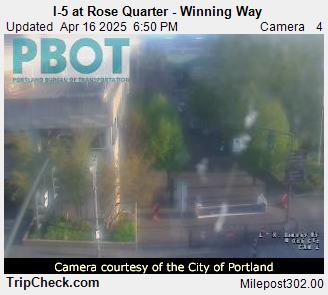 I-5 at Rose Quarter - Winning Way
Updated Apr 16 2025 6:50 PM Camera 4
PBOT
PORTLAND BUREAU OF TRANSPORTATION
Camera courtesy of the City of Portland
TripCheck.com Milepost302.00